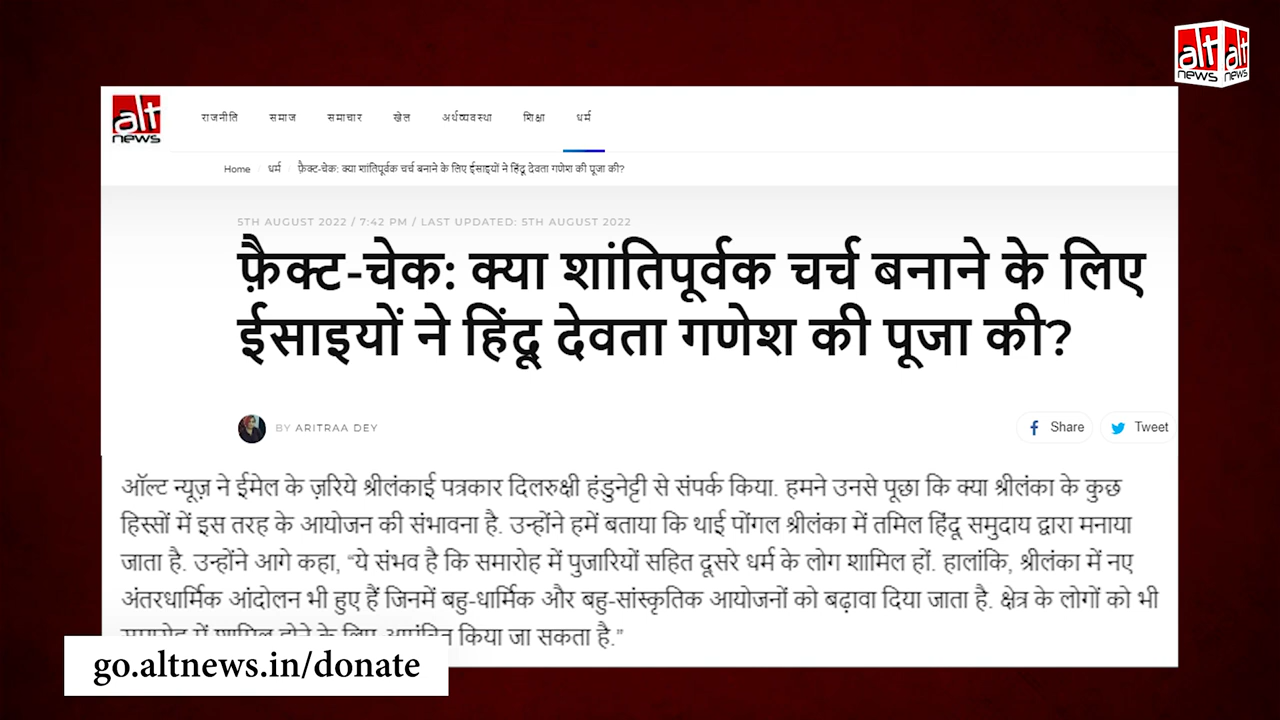 alt alt
news news
alt
news
राजनीति समाज समाचार खेल अर्थव्यवस्था शिक्षा धर्म
Home धर्म फ़ैक्ट-चेक: क्या शांतिपूर्वक चर्च बनाने के लिए ईसाइयों ने हिंदू देवता गणेश की पूजा की?
5TH AUGUST 2022 / 7:42 PM / LAST UPDATED: 5TH AUGUST 2022
फ़ैक्ट-चेक: क्या शांतिपूर्वक चर्च बनाने के लिए
ईसाइयों ने हिंदू देवता गणेश की पूजा की?
BY ARITRAA DEY
Share Tweet
ऑल्ट न्यूज़ ने ईमेल के ज़रिये श्रीलंकाई पत्रकार दिलरुक्षी हंडुनेट्टी से संपर्क किया. हमने उनसे पूछा कि क्या श्रीलंका के कुछ
हिस्सों में इस तरह के आयोजन की संभावना है. उन्होंने हमें बताया कि थाई पोंगल श्रीलंका में तमिल हिंदू समुदाय द्वारा मनाया
जाता है. उन्होंने आगे कहा, “ये संभव है कि समारोह में पुजारियों सहित दूसरे धर्म के लोग शामिल हों. हालांकि, श्रीलंका में नए
अंतरधार्मिक आंदोलन भी हुए हैं जिनमें बहु-धार्मिक और बहु-सांस्कृतिक आयोजनों को बढ़ावा दिया जाता है. क्षेत्र के लोगों को भी
किया जा सकता है.”
go.altnews.in/donate